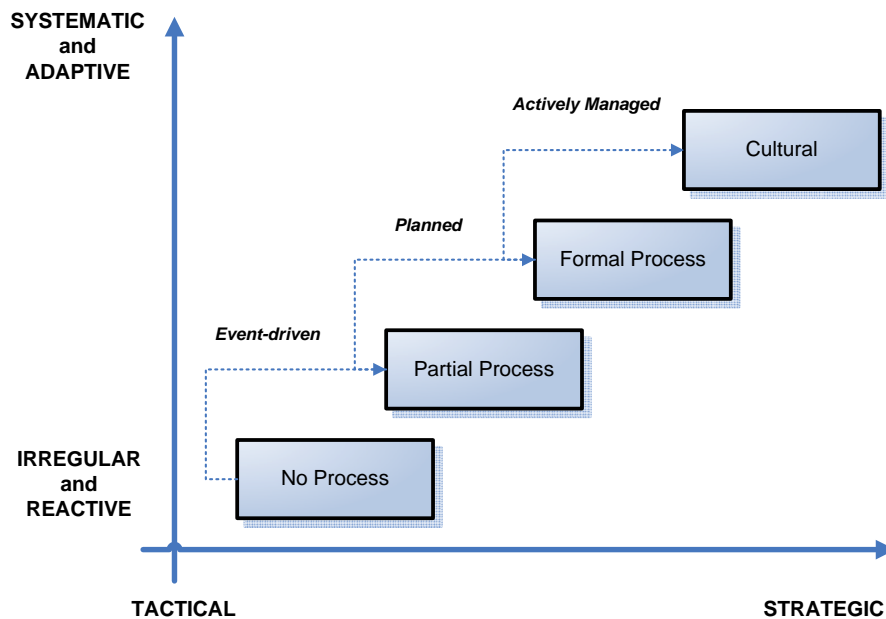 SYSTEMATIC
and
ADAPTIVE
Actively Managed
Cultural
Planned
Formal Process
Event-driven
Partial Process
IRREGULAR
and
REACTIVE
No Process
TACTICAL
STRATEGIC